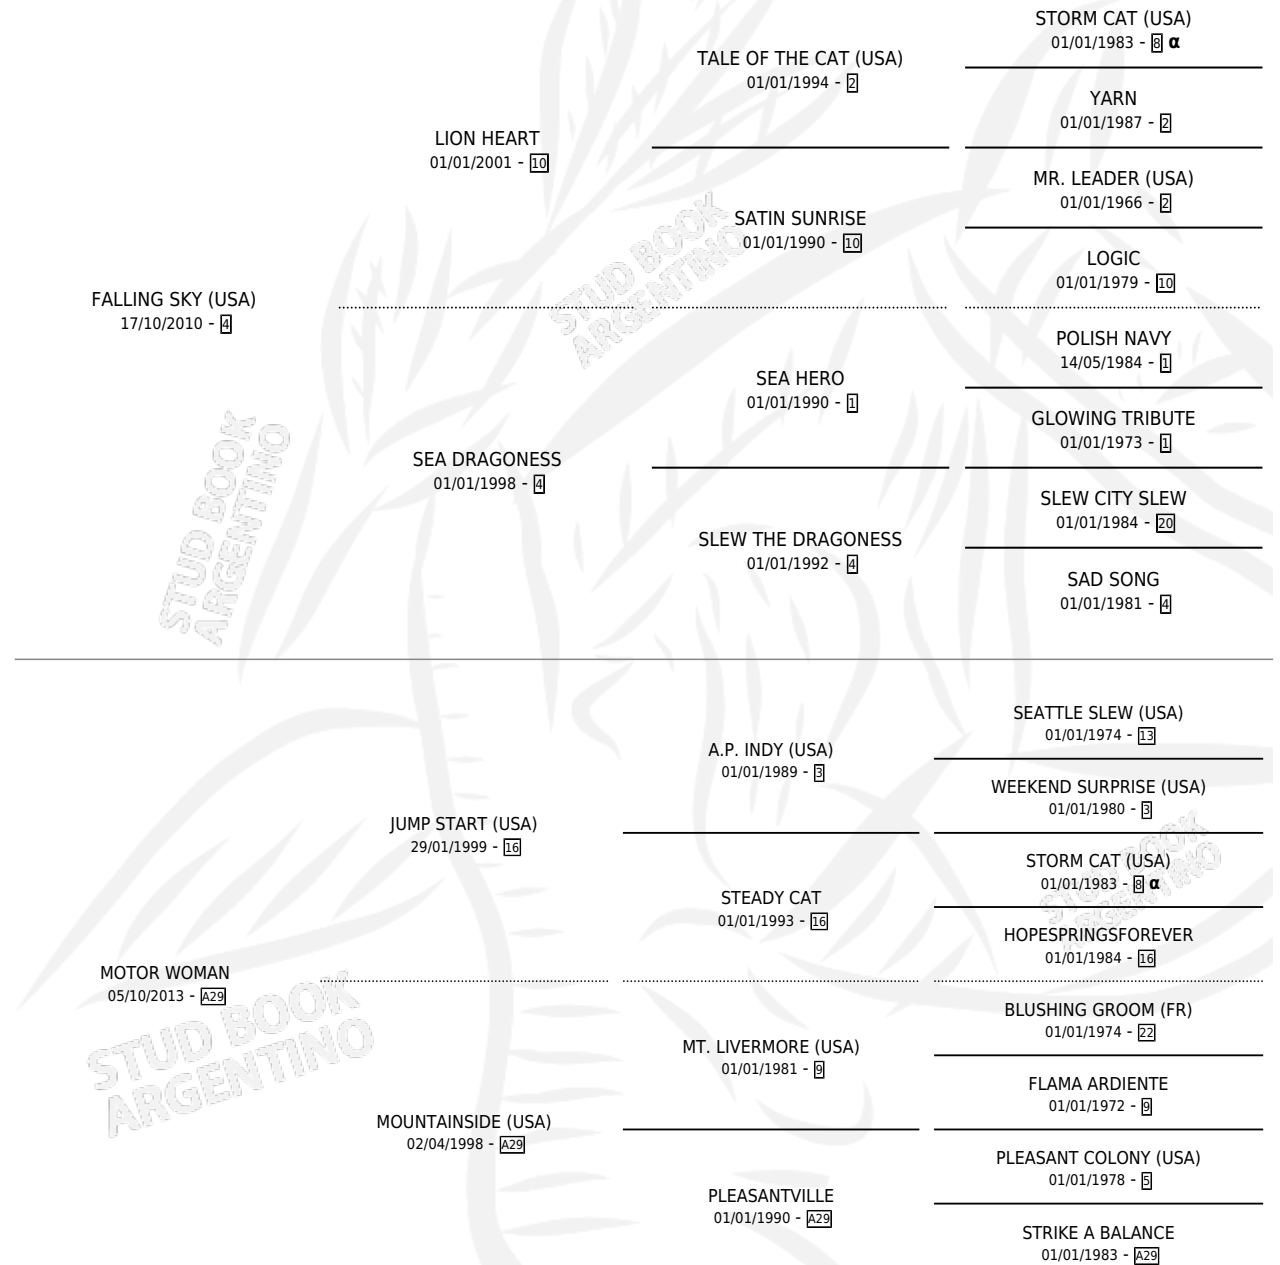 STORM CAT (USA)
01/01/1983 - 8 α
TALE OF THE CAT (USA)
01/01/1994 - 2
YARN
01/01/1987 - 2
LION HEART
01/01/2001 - 10
MR. LEADER (USA)
01/01/1966 - 2
SATIN SUNRISE
01/01/1990 - 10
LOGIC
01/01/1979 - 10
FALLING SKY (USA)
17/10/2010 - 4
STUD BOOK
ARGENTINO
POLISH NAVY
14/05/1984 - 1
SEA HERO
01/01/1990 - 1
GLOWING TRIBUTE
01/01/1973 - 1
SEA DRAGONESS
01/01/1998 - 4
SLEW CITY SLEW
01/01/1984 - 20
SLEW THE DRAGONESS
01/01/1992 - 4
SAD SONG
01/01/1981 - 4
STUD BOOK
ARGENTINO
SEATTLE SLEW (USA)
01/01/1974 - 13
A.P. INDY (USA)
01/01/1989 - 3
WEEKEND SURPRISE (USA)
01/01/1980 - 3
JUMP START (USA)
29/01/1999 - 16
STORM CAT (USA)
01/01/1983 - 8 α
STUD BOOK
ARGENTINO
STEADY CAT
01/01/1993 - 16
HOPESPRINGSFOREVER
01/01/1984 - 16
MOTOR WOMAN
05/10/2013 - A29
STUD BOOK
ARGENTINO
BLUSHING GROOM (FR)
01/01/1974 - 22
MT. LIVERMORE (USA)
01/01/1981 - 9
FLAMA ARDIENTE
01/01/1972 - 9
MOUNTAINSIDE (USA)
02/04/1998 - A29
PLEASANT COLONY (USA)
01/01/1978 - 5
PLEASANTVILLE
01/01/1990 - A29
STRIKE A BALANCE
01/01/1983 - A29